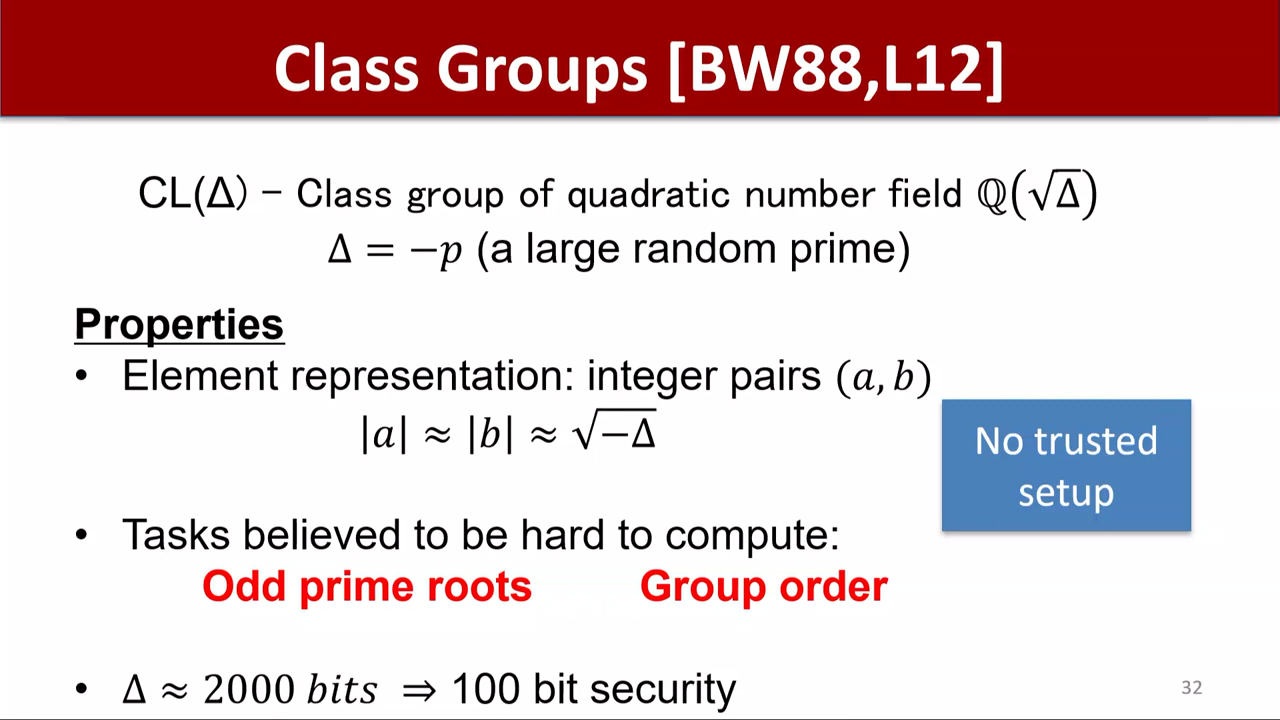 Class Groups [BW88,L12]
CL(Δ) – Class group of quadratic number field ℚ(√Δ)
Δ = −p (a large random prime)
Properties
• Element representation: integer pairs (a, b)
|a| ≈ |b| ≈ √−Δ
No trusted
setup
• Tasks believed to be hard to compute:
Odd prime roots Group order
• Δ ≈ 2000 bits ⇒ 100 bit security
32